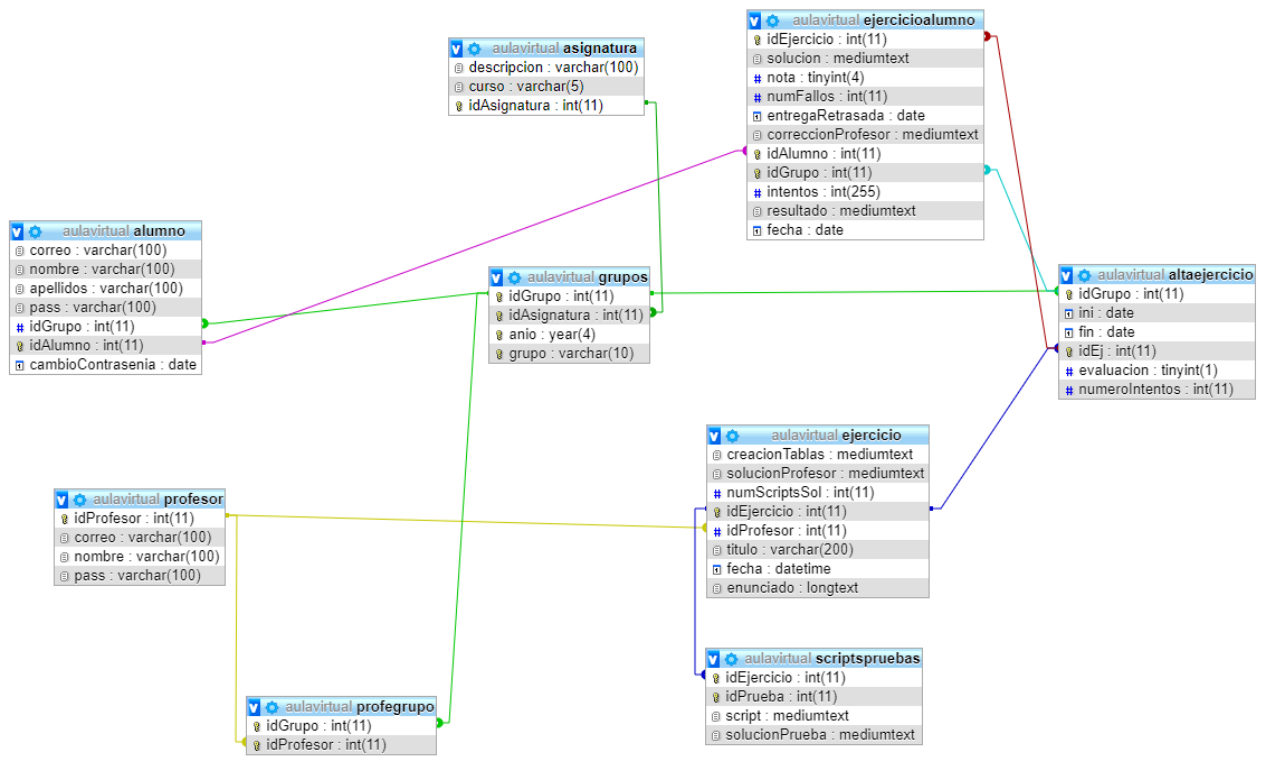 aulavirtual asignatura
descripcion : varchar(100)
curso : varchar(5)
idAsignatura : int(11)
aulavirtual ejercicioalumno
idEjercicio : int(11)
solucion : mediumtext
nota : tinyint(4)
numFallos : int(11)
entregaRetrasada : date
correccionProfesor : mediumtext
idAlumno : int(11)
idGrupo : int(11)
intentos : int(255)
resultado : mediumtext
fecha : date
aulavirtual alumno
correo : varchar(100)
nombre : varchar(100)
apellidos : varchar(100)
pass : varchar(100)
idGrupo : int(11)
idAlumno : int(11)
cambioContrasenia : date
aulavirtual grupos
idGrupo : int(11)
idAsignatura : int(11)
anio : year(4)
grupo : varchar(10)
aulavirtual altaejercicio
idGrupo : int(11)
ini : date
fin : date
idEj : int(11)
evaluacion : tinyint(1)
numeroIntentos : int(11)
aulavirtual ejercicio
creacionTablas : mediumtext
solucionProfesor : mediumtext
numScriptsSol : int(11)
idEjercicio : int(11)
idProfesor : int(11)
titulo : varchar(200)
fecha : datetime
enunciado : longtext
aulavirtual profesor
idProfesor : int(11)
correo : varchar(100)
nombre : varchar(100)
pass : varchar(100)
aulavirtual scriptspruebas
idEjercicio : int(11)
idPrueba : int(11)
script : mediumtext
solucionPrueba : mediumtext
aulavirtual profegrupo
idGrupo : int(11)
idProfesor : int(11)